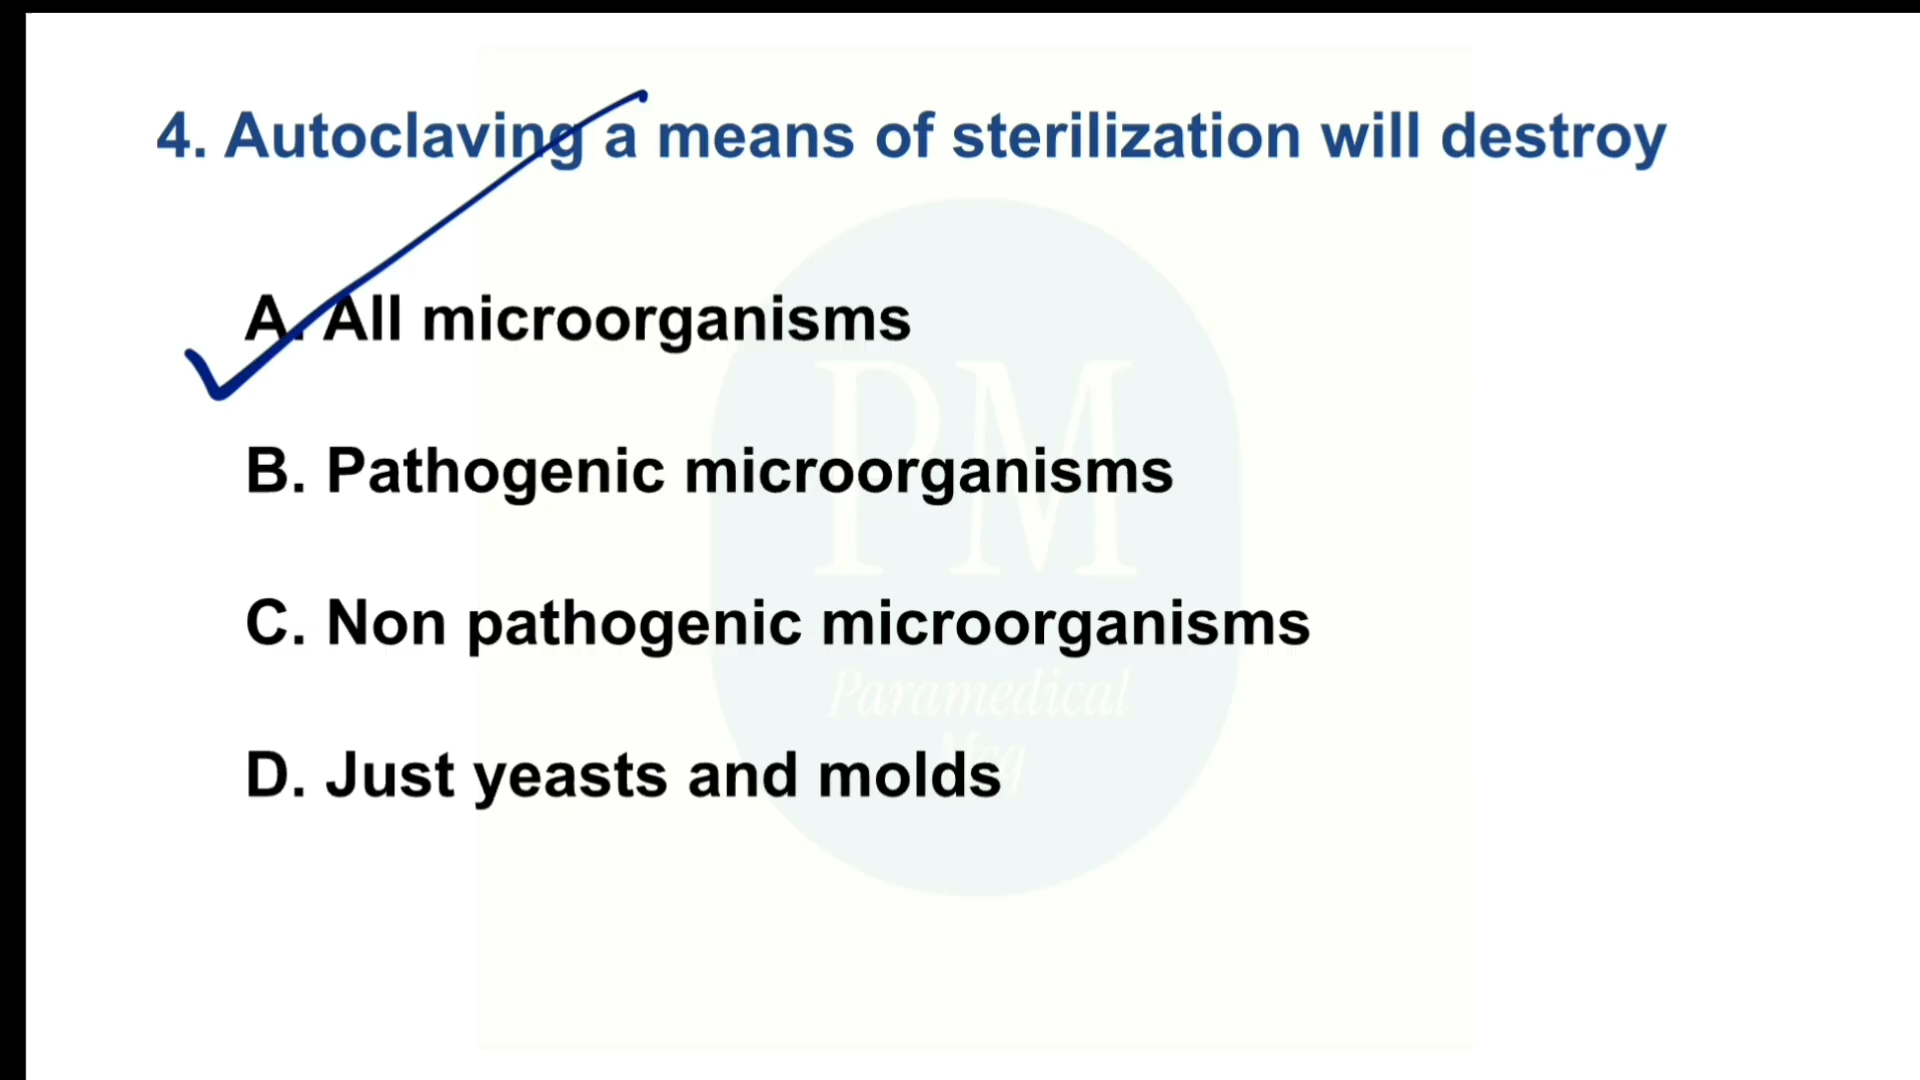 4. Autoclaving a means of sterilization will destroy
A. All microorganisms
B. Pathogenic microorganisms
PM
C. Non pathogenic microorganisms
Paramedical
D. Just yeasts and molds
Mcq